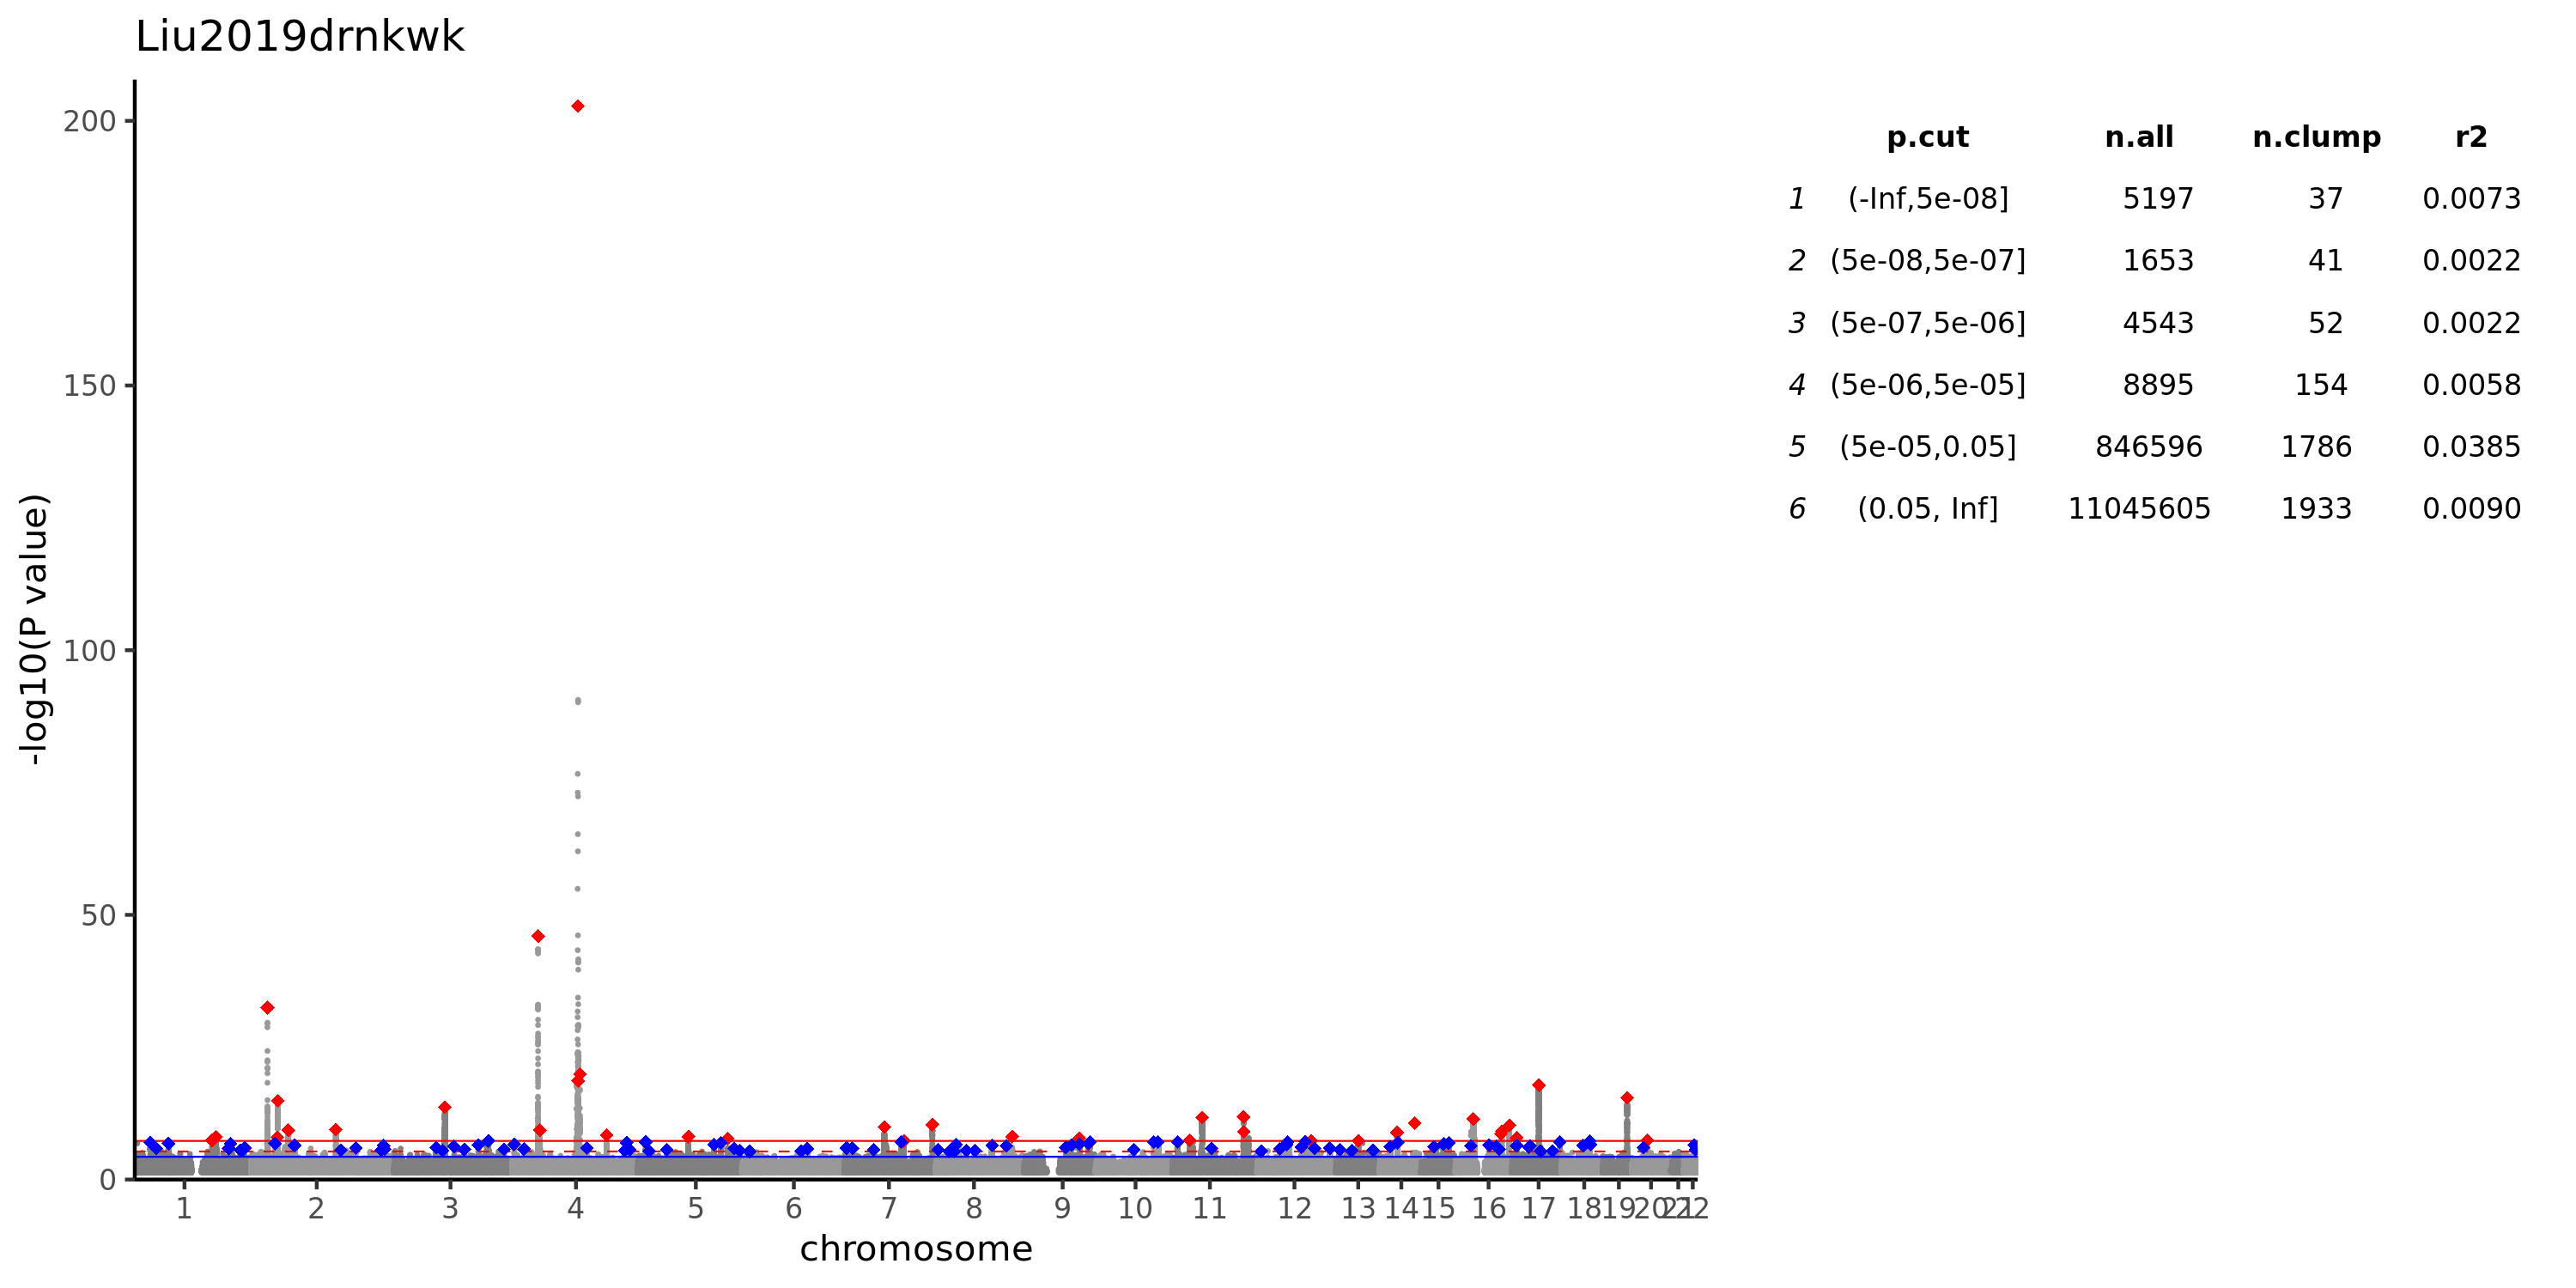 Liu2019drnkwk
-log10(P value)
200
150
100
50
0
1 2 3 4 5 6 7 8 9 10 11 12 13 14 15 16 17 18 19 20 21 22
chromosome
p.cut n.all n.clump r2
1 (-Inf,5e-08] 5197 37 0.0073
2 (5e-08,5e-07] 1653 41 0.0022
3 (5e-07,5e-06] 4543 52 0.0022
4 (5e-06,5e-05] 8895 154 0.0058
5 (5e-05,0.05] 846596 1786 0.0385
6 (0.05, Inf] 11045605 1933 0.0090